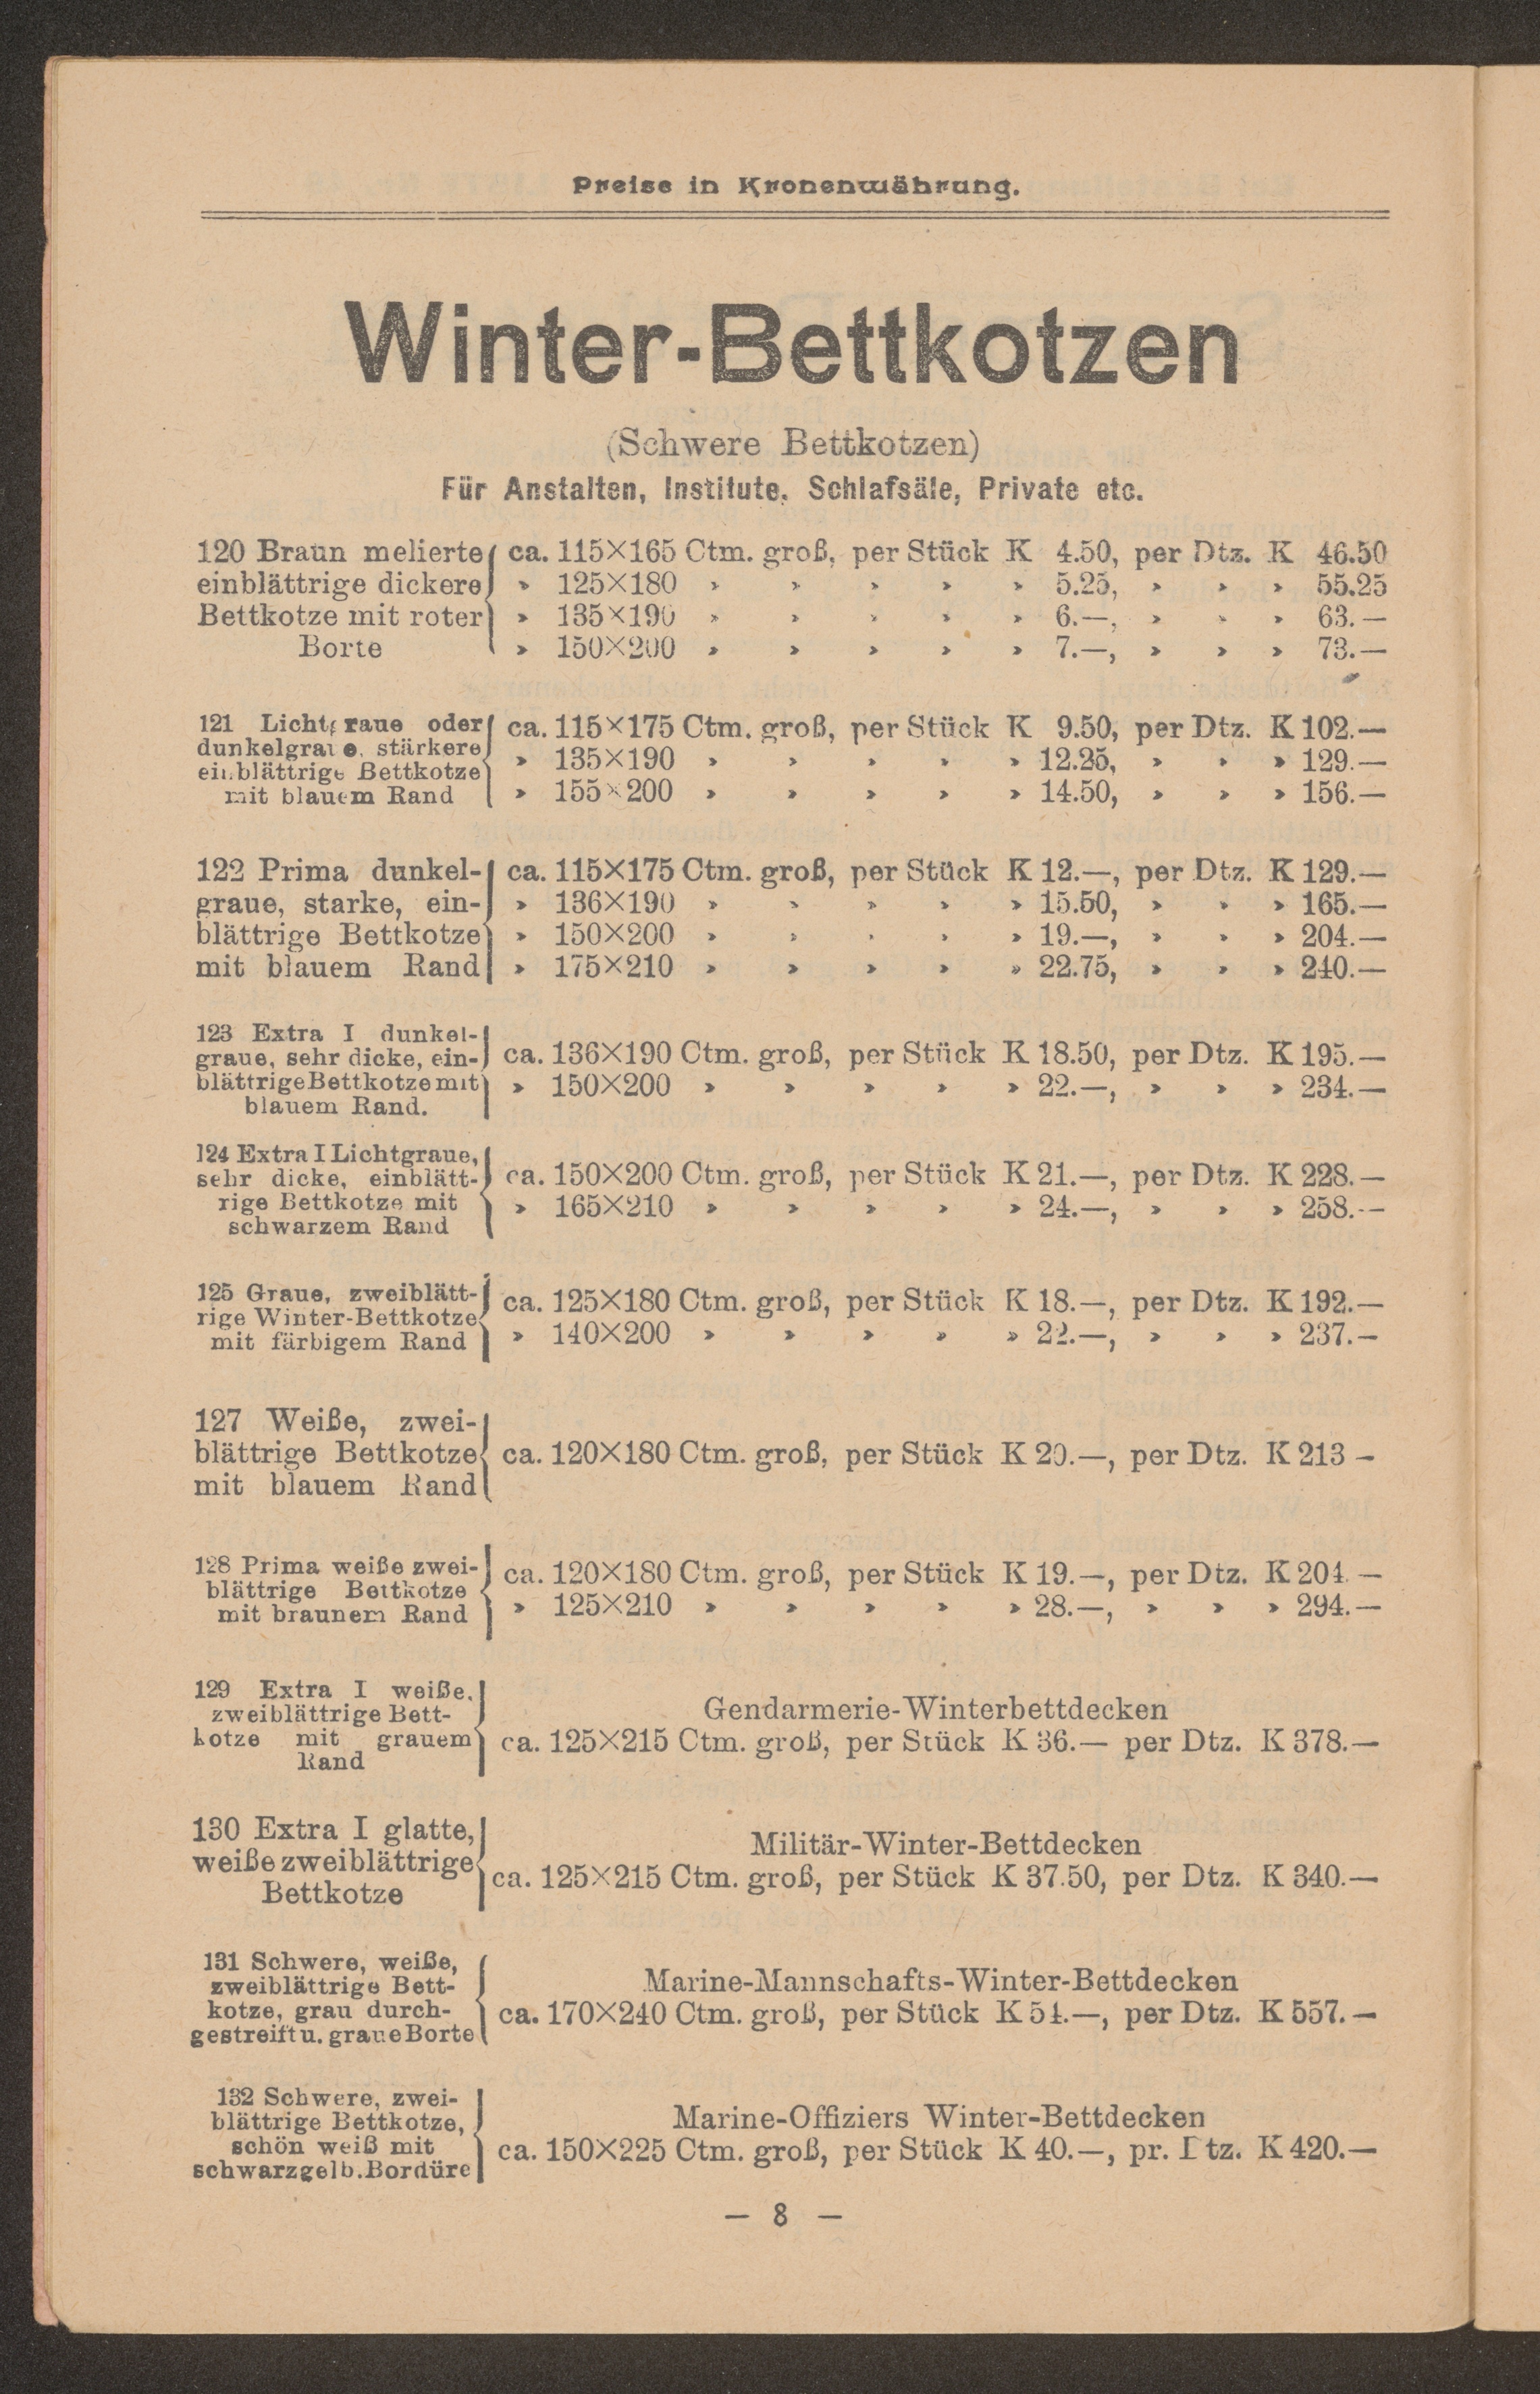 Preise in Kronenwährung.
Winter-Bettkotzen
(Schwere Bettkotzen)
Für Anstalten, Institute, Schlafsäle, Private etc.
120 Braun melierte
einblättrige dickere
Bettkotze mit roter
Borte
ca. 115×165 Ctm. groß, per Stück K 4.50, per Dtz. K 46.50
» 125×180 » » » » » 5.25, » » » 55.25
» 135×190 » » » » » 6.—, » » » 63.—
» 150×200 » » » » » 7.—, » » » 73.—
121 Lichtgraue oder
dunkelgraue, stärkere
einblättrige Bettkotze
mit blauem Rand
ca. 115×175 Ctm. groß, per Stück K 9.50, per Dtz. K 102.—
» 135×190 » » » » » 12.25, » » » 129.—
» 155×200 » » » » » 14.50, » » » 156.—
122 Prima dunkel-
graue, starke, ein-
blättrige Bettkotze
mit blauem Rand
ca. 115×175 Ctm. groß, per Stück K 12.—, per Dtz. K 129.—
» 136×190 » » » » » 15.50, » » » 165.—
» 150×200 » » » » » 19.—, » » » 204.—
» 175×210 » » » » » 22.75, » » » 240.—
123 Extra I dunkel-
graue, sehr dicke, ein-
blättrige Bettkotze mit
blauem Rand.
ca. 136×190 Ctm. groß, per Stück K 18.50, per Dtz. K 195.—
» 150×200 » » » » » 22.—, » » » 234.—
124 Extra I Lichtgraue,
sehr dicke, einblätt-
rige Bettkotze mit
schwarzem Rand
ca. 150×200 Ctm. groß, per Stück K 21.—, per Dtz. K 228.—
» 165×210 » » » » » 24.—, » » » 258.—
125 Graue, zweiblätt-
rige Winter-Bettkotze
mit färbigem Rand
ca. 125×180 Ctm. groß, per Stück K 18.—, per Dtz. K 192.—
» 140×200 » » » » » 22.—, » » » 237.—
127 Weiße, zwei-
blättrige Bettkotze
mit blauem Rand
ca. 120×180 Ctm. groß, per Stück K 20.—, per Dtz. K 213 —
128 Prima weiße zwei-
blättrige Bettkotze
mit braunem Rand
ca. 120×180 Ctm. groß, per Stück K 19.—, per Dtz. K 204.—
» 125×210 » » » » » 28.—, » » » 294.—
129 Extra I weiße,
zweiblättrige Bett-
kotze mit grauem
Rand
Gendarmerie-Winterbettdecken
ca. 125×215 Ctm. groß, per Stück K 36.— per Dtz. K 378.—
130 Extra I glatte,
weiße zweiblättrige
Bettkotze
Militär-Winter-Bettdecken
ca. 125×215 Ctm. groß, per Stück K 37.50, per Dtz. K 340.—
131 Schwere, weiße,
zweiblättrige Bett-
kotze, grau durch-
gestreift u. graue Borte
Marine-Mannschafts-Winter-Bettdecken
ca. 170×240 Ctm. groß, per Stück K 54.—, per Dtz. K 557.—
132 Schwere, zwei-
blättrige Bettkotze,
schön weiß mit
schwarzgelb. Bordüre
Marine-Offiziers Winter-Bettdecken
ca. 150×225 Ctm. groß, per Stück K 40.—, pr. Dtz. K 420.—
— 8 —